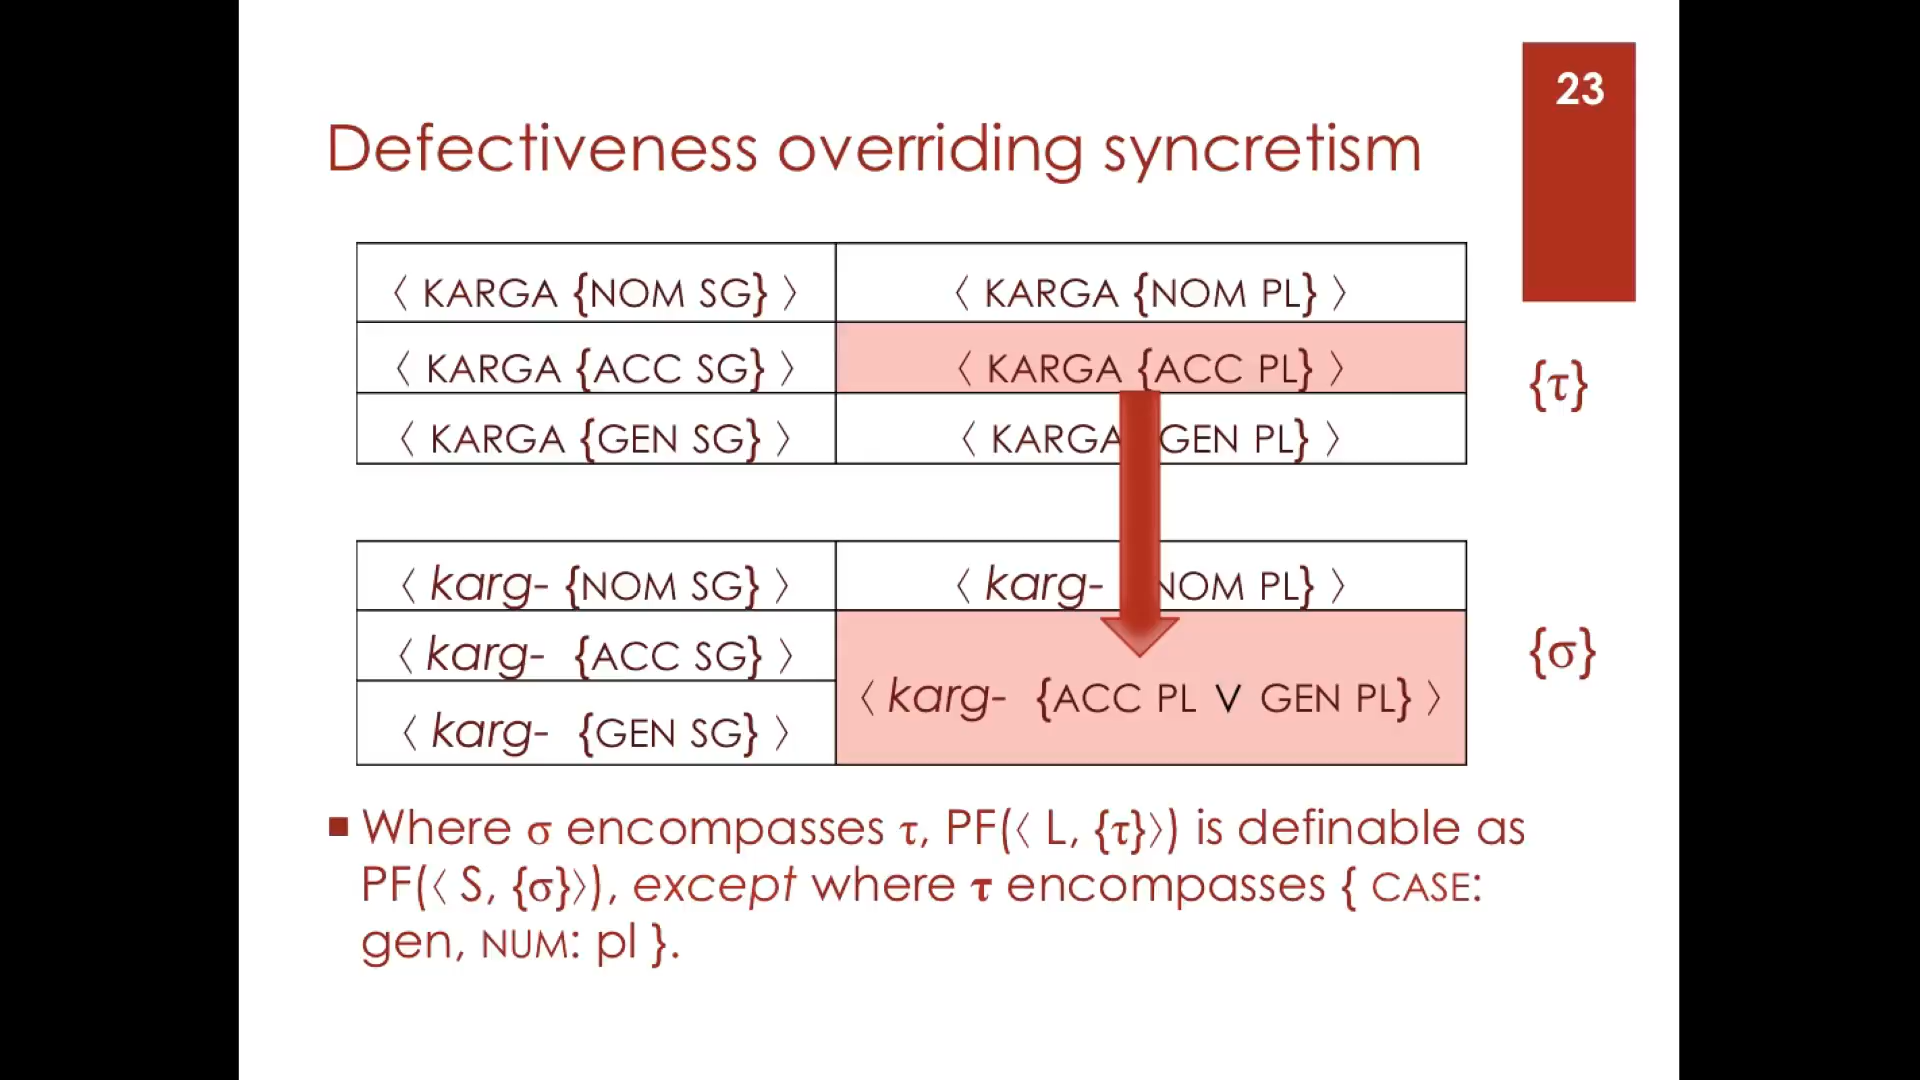 23
Defectiveness overriding syncretism
〈 KARGA {NOM SG} 〉 〈 KARGA {NOM PL} 〉
〈 KARGA {ACC SG} 〉 〈 KARGA {ACC PL} 〉
{τ}
〈 KARGA {GEN SG} 〉 〈 KARGA GEN PL} 〉
〈 karg- {NOM SG} 〉 〈 karg- NOM PL} 〉
〈 karg- {ACC SG} 〉
{σ}
〈 karg- {ACC PL ∨ GEN PL} 〉
〈 karg- {GEN SG} 〉
■ Where σ encompasses τ, PF(〈 L, {τ}〉) is definable as
PF(〈 S, {σ}〉), except where τ encompasses { CASE:
gen, NUM: pl }.